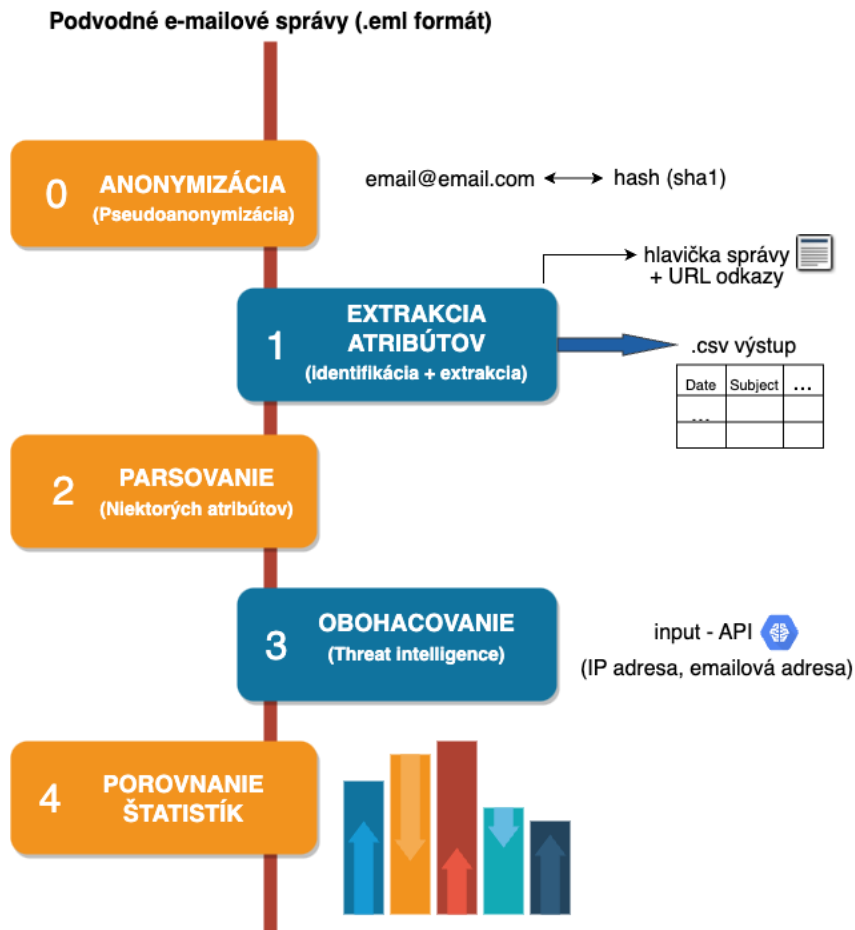 Podvodné e-mailové správy (.eml formát)
0
ANONYMIZÁCIA
(Pseudoanonymizácia)
email@email.com
hash (sha1)
hlavička správy
+ URL odkazy
1
EXTRAKCIA
ATRIBÚTOV
(identifikácia + extrakcia)
.csv výstup
Date Subject ...
...
2
PARSOVANIE
(Niektorých atribútov)
3
OBOHACOVANIE
(Threat intelligence)
input - API
(IP adresa, emailová adresa)
4
POROVNANIE
ŠTATISTÍK